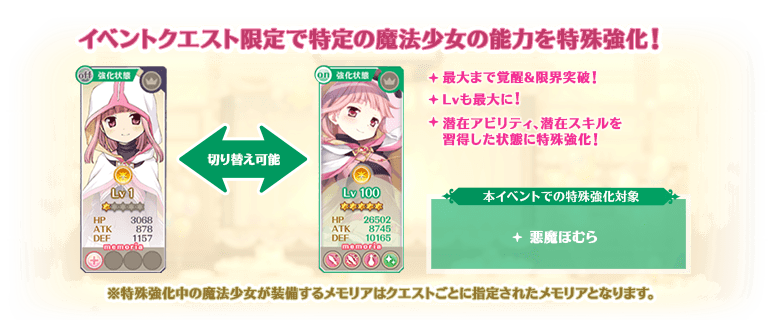 イベントクエスト限定で特定の魔法少女の能力を特殊強化！
off 強化状態
Lv 1
HP 3068
ATK 878
DEF 1157
memoria
切り替え可能
on 強化状態
Lv 100
HP 26502
ATK 8745
DEF 10165
memoria
最大まで覚醒&限界突破！
Lvも最大に！
潜在アビリティ、潜在スキルを
習得した状態に特殊強化！
本イベントでの特殊強化対象
悪魔ほむら
※特殊強化中の魔法少女が装備するメモリアはクエストごとに指定されたメモリアとなります。